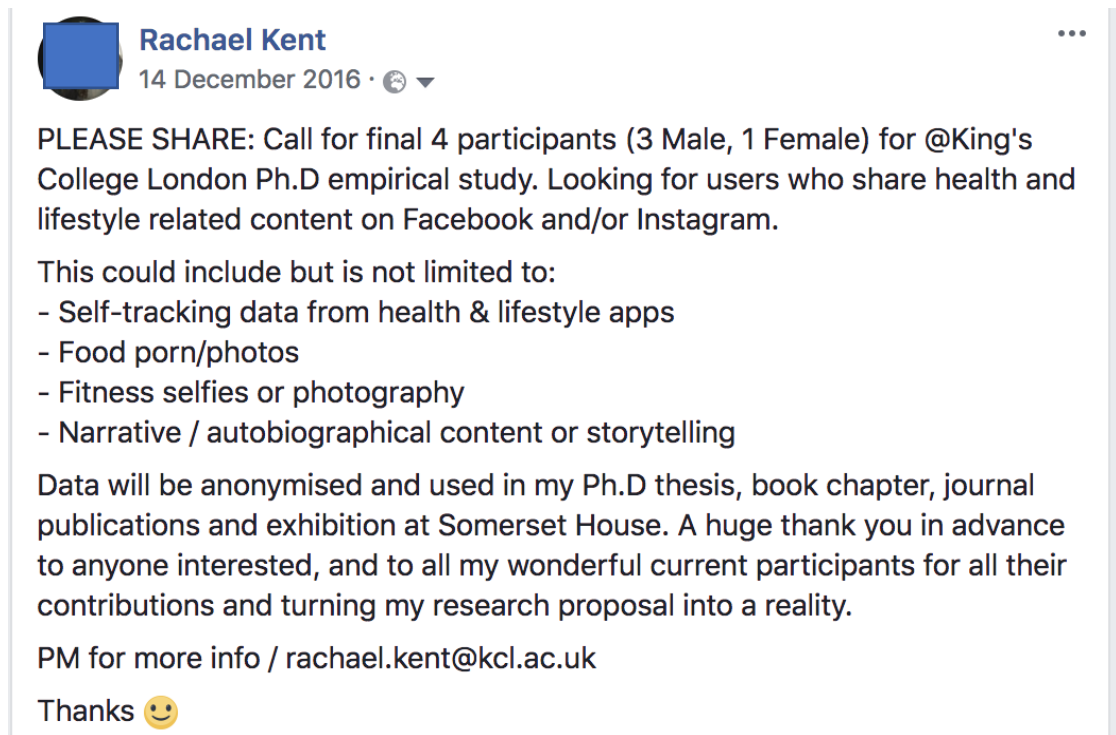 Rachael Kent
14 December 2016 ·
PLEASE SHARE: Call for final 4 participants (3 Male, 1 Female) for @King's
College London Ph.D empirical study. Looking for users who share health and
lifestyle related content on Facebook and/or Instagram.
This could include but is not limited to:
- Self-tracking data from health & lifestyle apps
- Food porn/photos
- Fitness selfies or photography
- Narrative / autobiographical content or storytelling
Data will be anonymised and used in my Ph.D thesis, book chapter, journal
publications and exhibition at Somerset House. A huge thank you in advance
to anyone interested, and to all my wonderful current participants for all their
contributions and turning my research proposal into a reality.
PM for more info / rachael.kent@kcl.ac.uk
Thanks 🙂